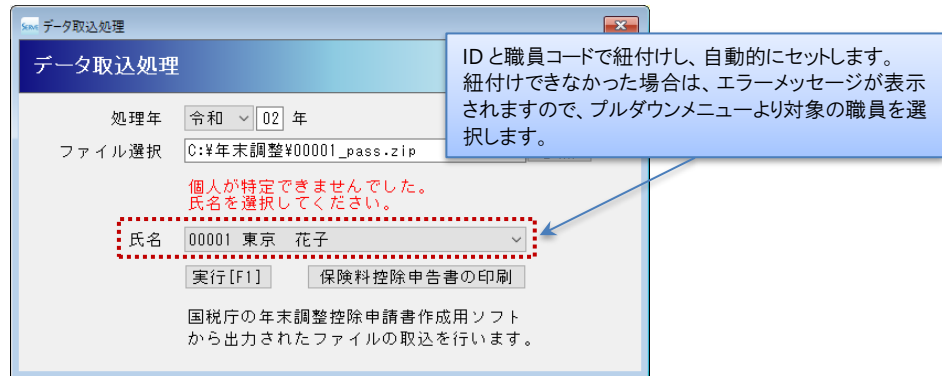 Serve データ取込処理
データ取込処理
ID と職員コードで紐付けし、自動的にセットします。
紐付けできなかった場合は、エラーメッセージが表示
されますので、プルダウンメニューより対象の職員を選
択します。
処理年 令和 02 年
ファイル選択 C:¥年末調整¥00001_pass.zip
個人が特定できませんでした。
氏名を選択してください。
氏名 00001 東京 花子
実行[F1] 保険料控除申告書の印刷
国税庁の年末調整控除申請書作成用ソフト
から出力されたファイルの取込を行います。